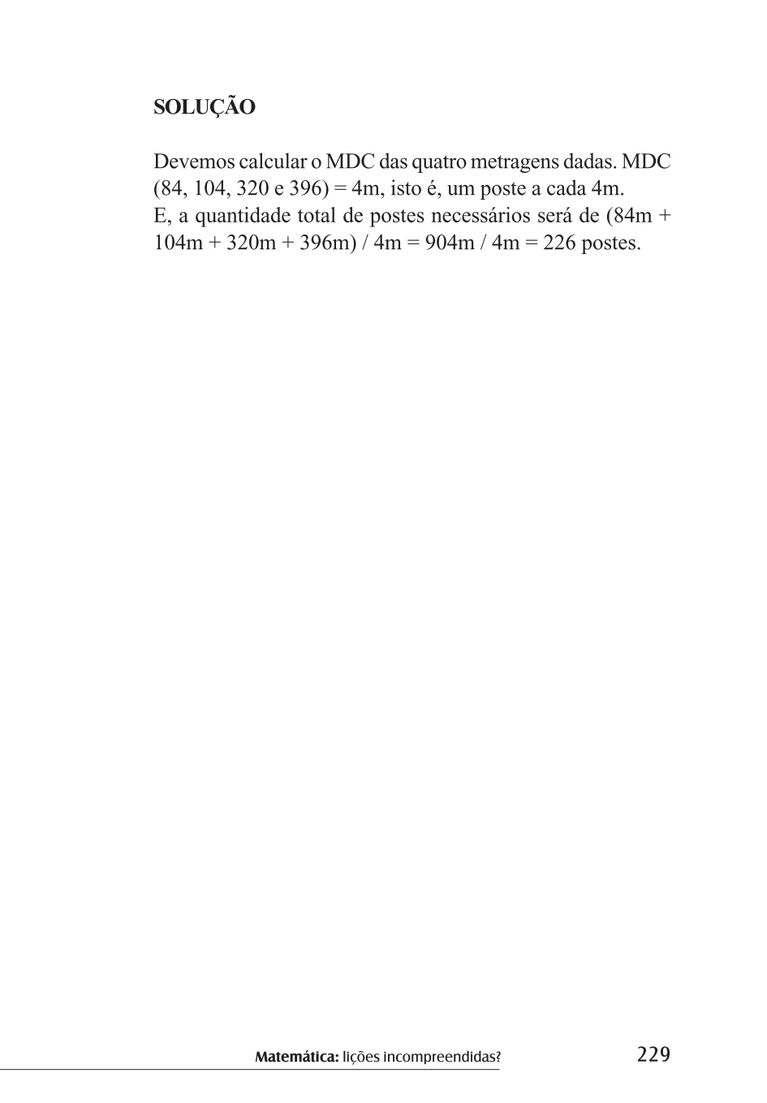 SOLUÇÃO
Devemos calcular o MDC das quatro metragens dadas. MDC
(84, 104, 320 e 396) = 4m, isto é, um poste a cada 4m.
E, a quantidade total de postes necessários será de (84m +
104m + 320m + 396m) / 4m = 904m / 4m = 226 postes.
Matemática: lições incompreendidas? 229